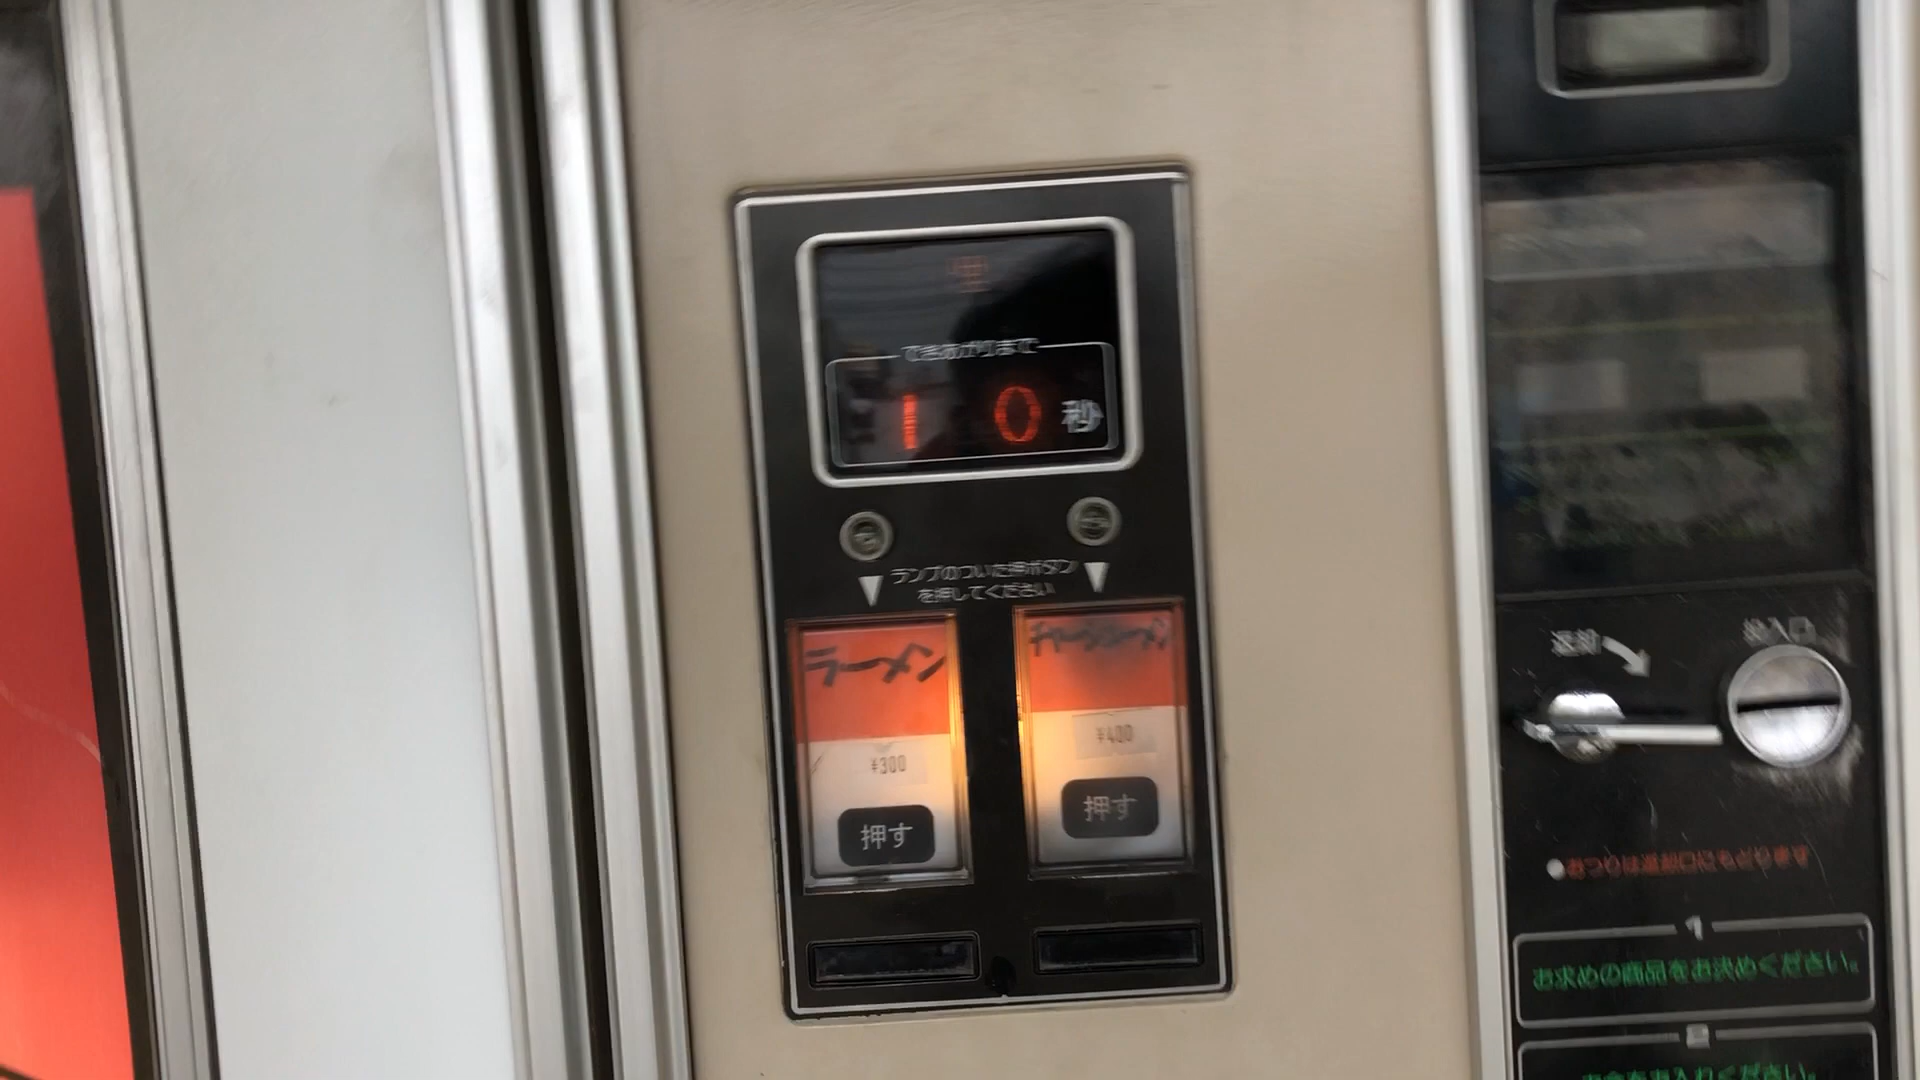 できあがりまで
10秒
ランプのついた押ボタン
を押してください
ラーメン
チャーシューメン
¥300
¥400
押す
押す
返却
投入口
●おつりは返却口にもどります
1
お求めの商品をお決めください。
2